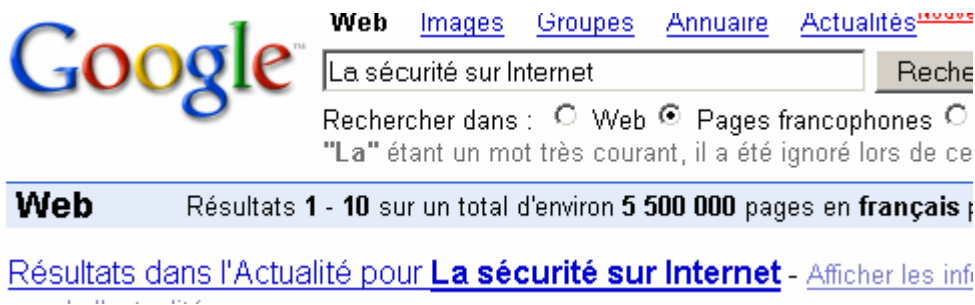 Google™
Web Images Groupes Annuaire Actualités
La sécurité sur Internet Reche
Rechercher dans : Web Pages francophones
"La" étant un mot très courant, il a été ignoré lors de ce
Web Résultats 1 - 10 sur un total d'environ 5 500 000 pages en français p
Résultats dans l'Actualité pour La sécurité sur Internet - Afficher les inf